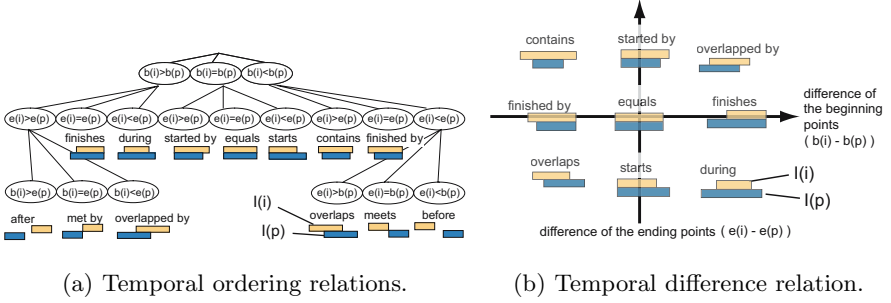 b(i)>b(p) b(i)=b(p) b(i)<b(p)
e(i)>e(p) e(i)=e(p) e(i)<e(p) e(i)>e(p) e(i)=e(p) e(i)<e(p) e(i)>e(p) e(i)=e(p) e(i)<e(p)
finishes during started by equals starts contains finished by
b(i)>e(p) b(i)=e(p) b(i)<e(p) e(i)>b(p) e(i)=b(p) e(i)<b(p)
I(i)
I(p)
after met by overlapped by overlaps meets before
(a) Temporal ordering relations.
contains started by overlapped by
finished by equals finishes
overlaps starts during
difference of
the beginning
points
( b(i) - b(p) )
I(i)
I(p)
difference of the ending points ( e(i) - e(p) )
(b) Temporal difference relation.